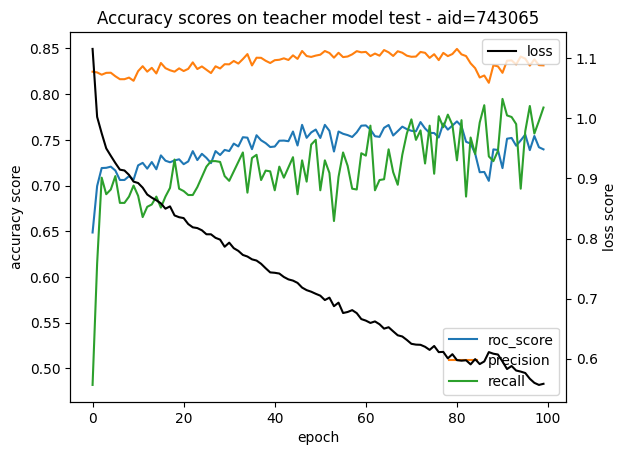 Accuracy scores on teacher model test - aid=743065
loss
0.85
0.80
0.75
0.70
0.65
0.60
0.55
0.50
accuracy score
1.1
1.0
0.9
0.8
0.7
0.6
loss score
roc_score
precision
recall
0
20
40
60
80
100
epoch